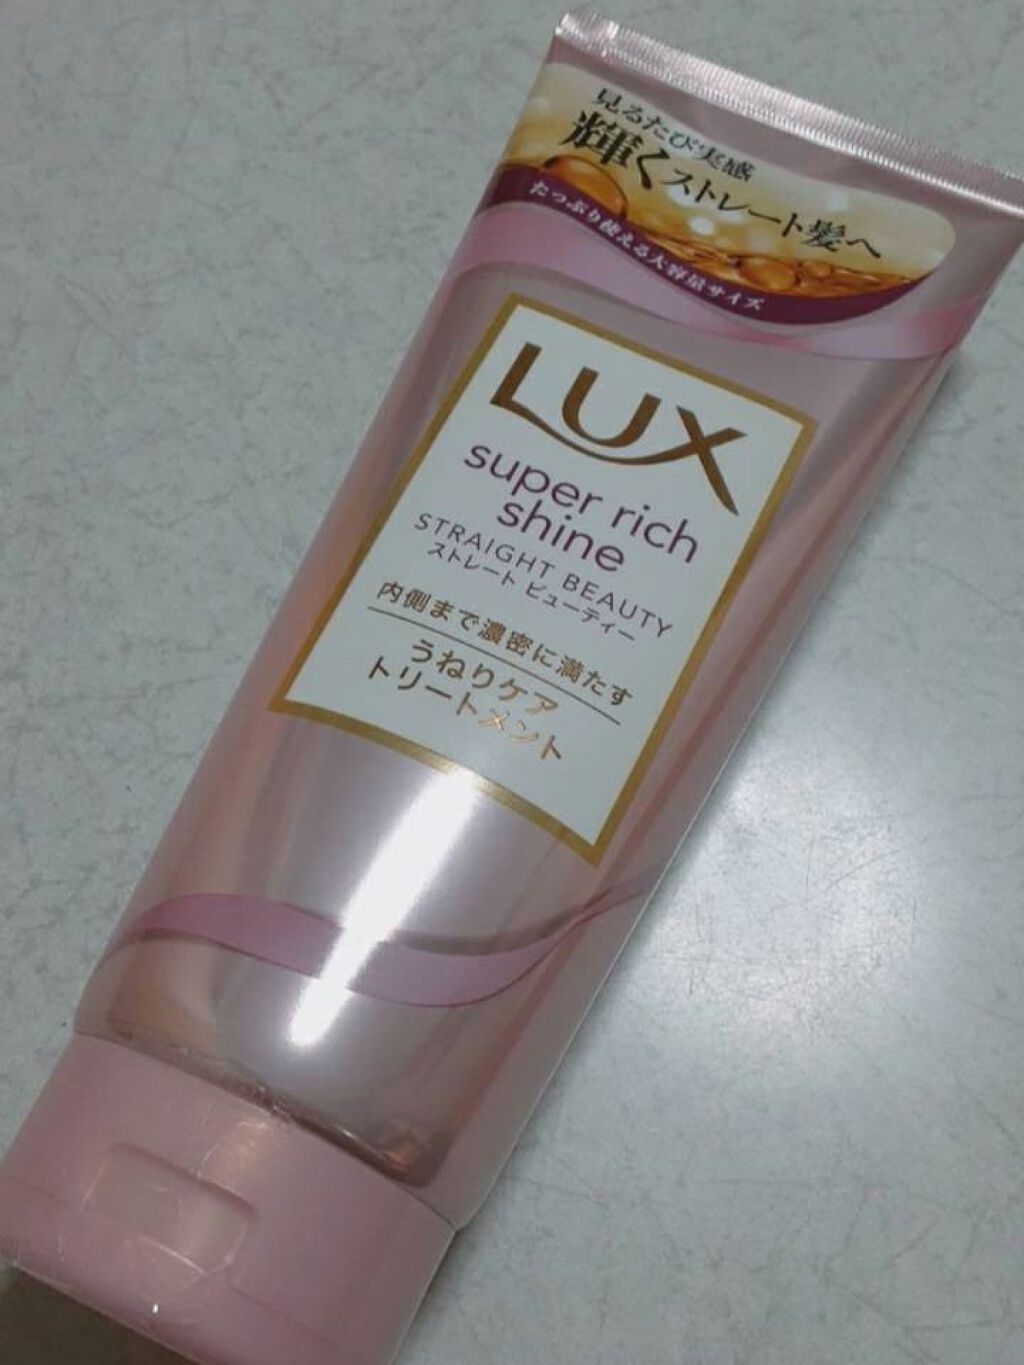 見るたび実感
輝くストレート髪へ
たっぷり使える大容量サイズ
LUX
super rich
shine
STRAIGHT BEAUTY
ストレート ビューティー
内側まで濃密に満たす
うねりケア
トリートメント